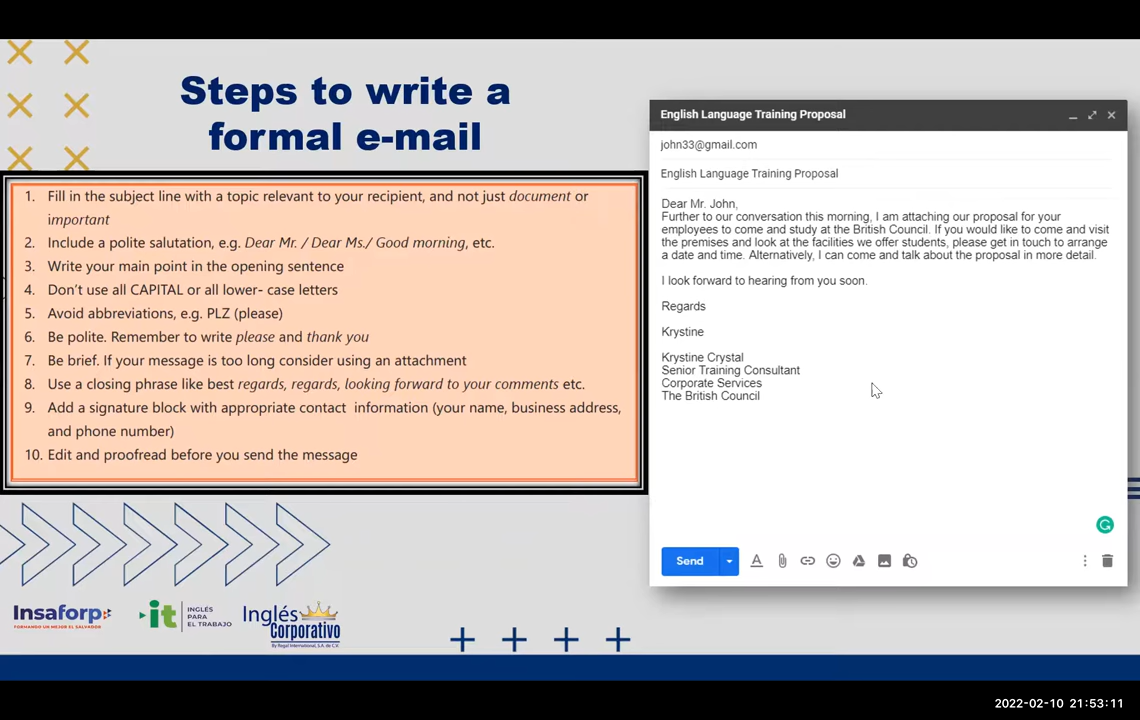 Steps to write a
formal e-mail
1. Fill in the subject line with a topic relevant to your recipient, and not just document or
important
2. Include a polite salutation, e.g. Dear Mr. / Dear Ms./ Good morning, etc.
3. Write your main point in the opening sentence
4. Don't use all CAPITAL or all lower- case letters
5. Avoid abbreviations, e.g. PLZ (please)
6. Be polite. Remember to write please and thank you
7. Be brief. If your message is too long consider using an attachment
8. Use a closing phrase like best regards, regards, looking forward to your comments etc.
9. Add a signature block with appropriate contact information (your name, business address,
and phone number)
10. Edit and proofread before you send the message
English Language Training Proposal
john33@gmail.com
English Language Training Proposal
Dear Mr. John,
Further to our conversation this morning, I am attaching our proposal for your
employees to come and study at the British Council. If you would like to come and visit
the premises and look at the facilities we offer students, please get in touch to arrange
a date and time. Alternatively, I can come and talk about the proposal in more detail.
I look forward to hearing from you soon.
Regards
Krystine
Krystine Crystal
Senior Training Consultant
Corporate Services
The British Council
Send
Insaforp
FORMANDO UN MEJOR EL SALVADOR
it
INGLÉS
PARA
EL TRABAJO
Inglés
Corporativo
By Regal International, S.A. de C.V.
2022-02-10 21:53:11